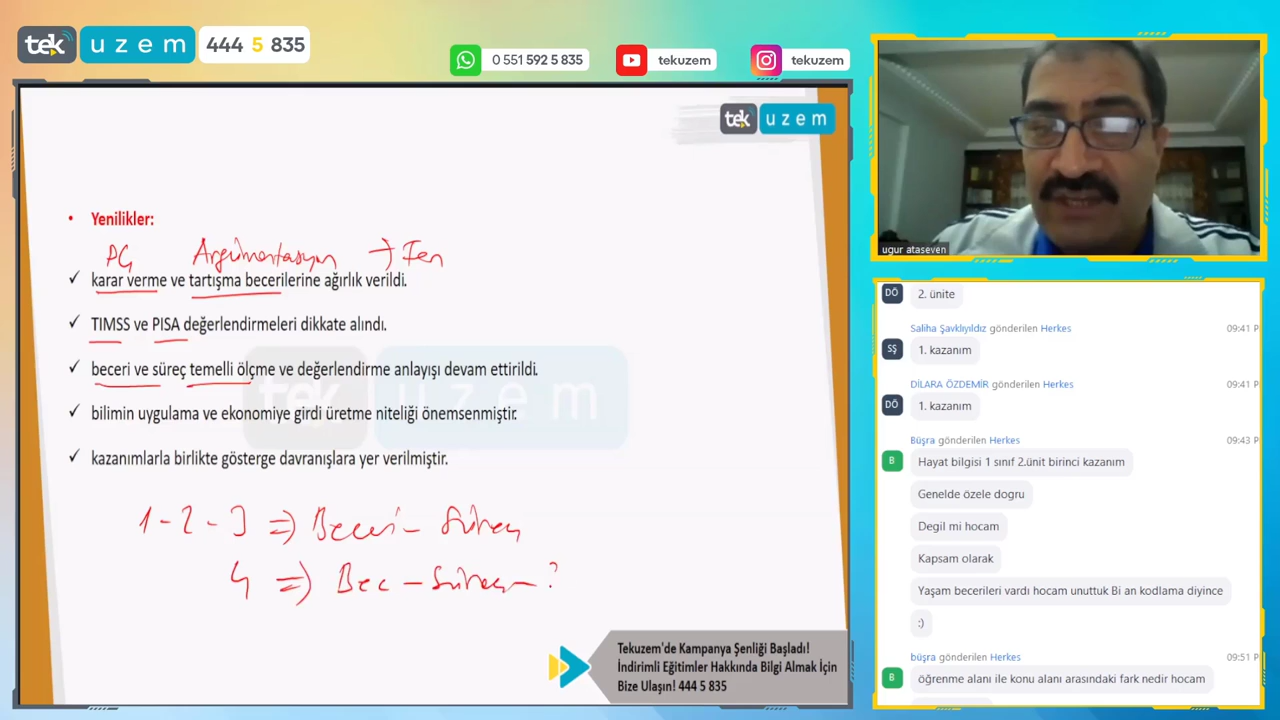 tek uzem 444 5 835
0 551 592 5 835
tekuzem
tekuzem
tek uzem
• Yenilikler:
PÇ Argümantasyon → Fen
✓ karar verme ve tartışma becerilerine ağırlık verildi.
✓ TIMSS ve PISA değerlendirmeleri dikkate alındı.
✓ beceri ve süreç temelli ölçme ve değerlendirme anlayışı devam ettirildi.
tek uzem
✓ bilimin uygulama ve ekonomiye girdi üretme niteliği önemsenmiştir.
✓ kazanımlarla birlikte gösterge davranışlara yer verilmiştir.
1 - 2 - 3 => Beceri - Süreç
4 => Bec - Süreç ?
Tekuzem'de Kampanya Şenliği Başladı!
İndirimli Eğitimler Hakkında Bilgi Almak İçin
Bize Ulaşın! 444 5 835
ugur ataseven
DÖ
2. ünite
Saliha Şavklıyıldız gönderilen Herkes 09:41 P
SŞ
1. kazanım
DİLARA ÖZDEMİR gönderilen Herkes 09:41 P
DÖ
1. kazanım
Büşra gönderilen Herkes 09:43 P
B
Hayat bilgisi 1 sınıf 2.ünit birinci kazanım
Genelde özele dogru
Degil mi hocam
Kapsam olarak
Yaşam becerileri vardı hocam unuttuk Bi an kodlama diyince
:)
büşra gönderilen Herkes 09:51 P
B
öğrenme alanı ile konu alanı arasındaki fark nedir hocam